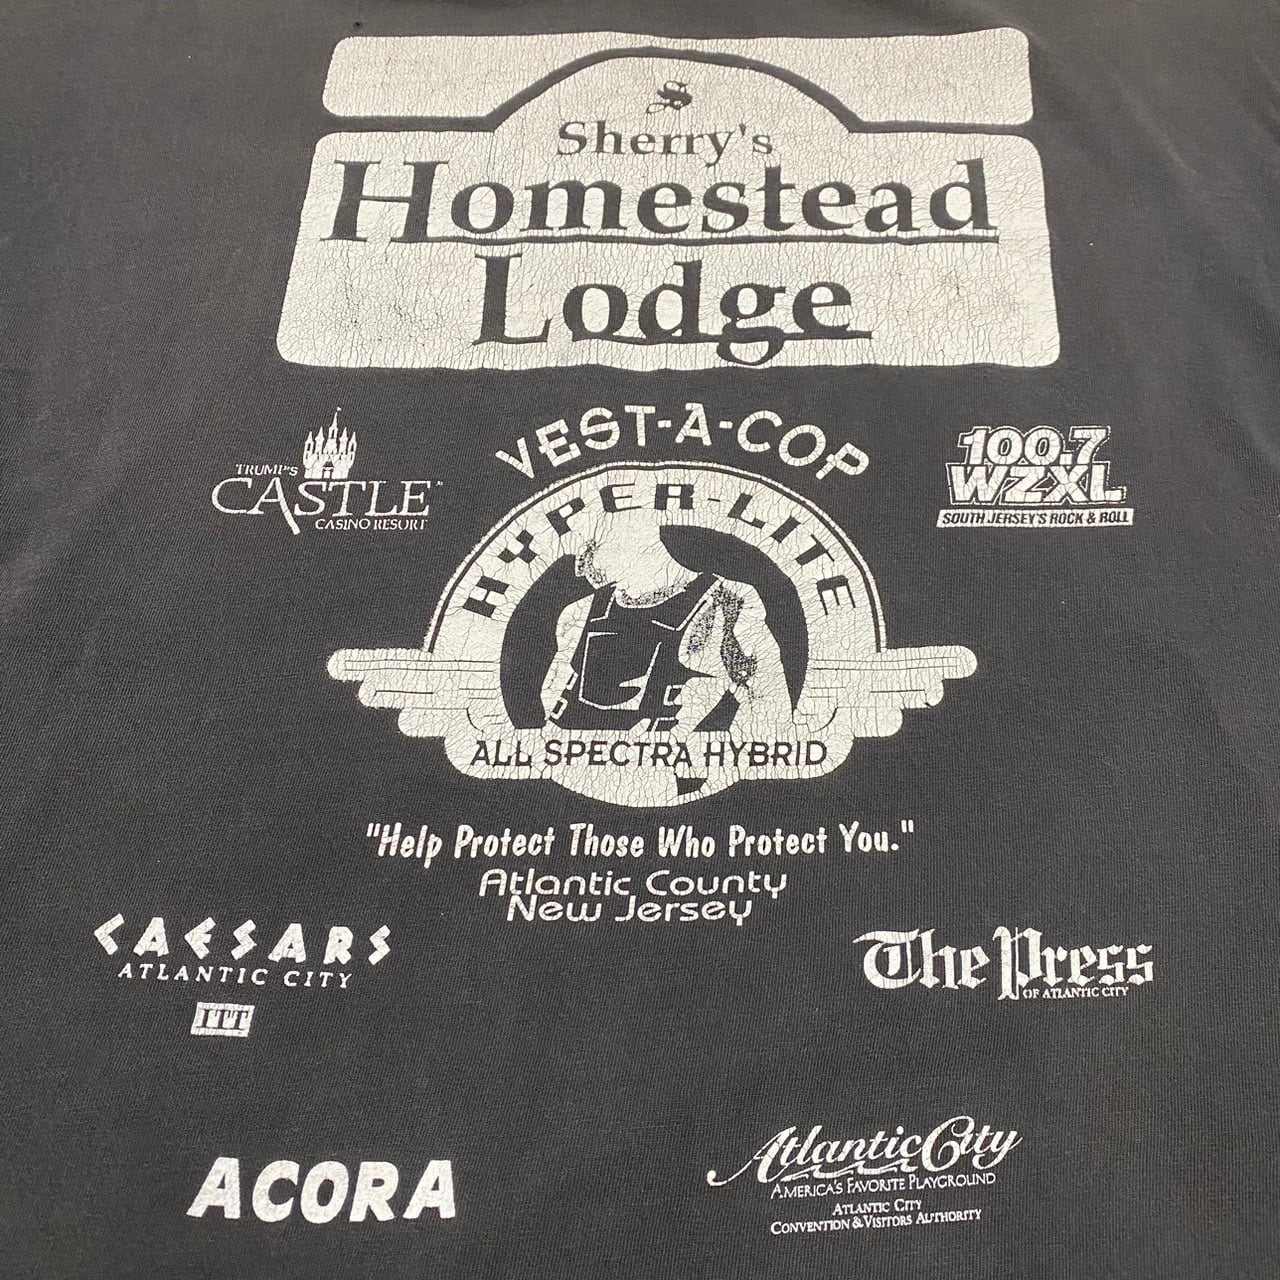 S
Sherry's
Homestead
Lodge
VEST-A-COP
TRUMP'S
CASTLE
CASINO RESORT
100.7
WZXL
SOUTH JERSEY'S ROCK & ROLL
HYPER-LITE
ALL SPECTRA HYBRID
"Help Protect Those Who Protect You."
Atlantic County
New Jersey
CAESARS
ATLANTIC CITY
ITT
The Press
OF ATLANTIC CITY
ACORA
Atlantic City
AMERICA'S FAVORITE PLAYGROUND
ATLANTIC CITY
CONVENTION & VISITORS AUTHORITY